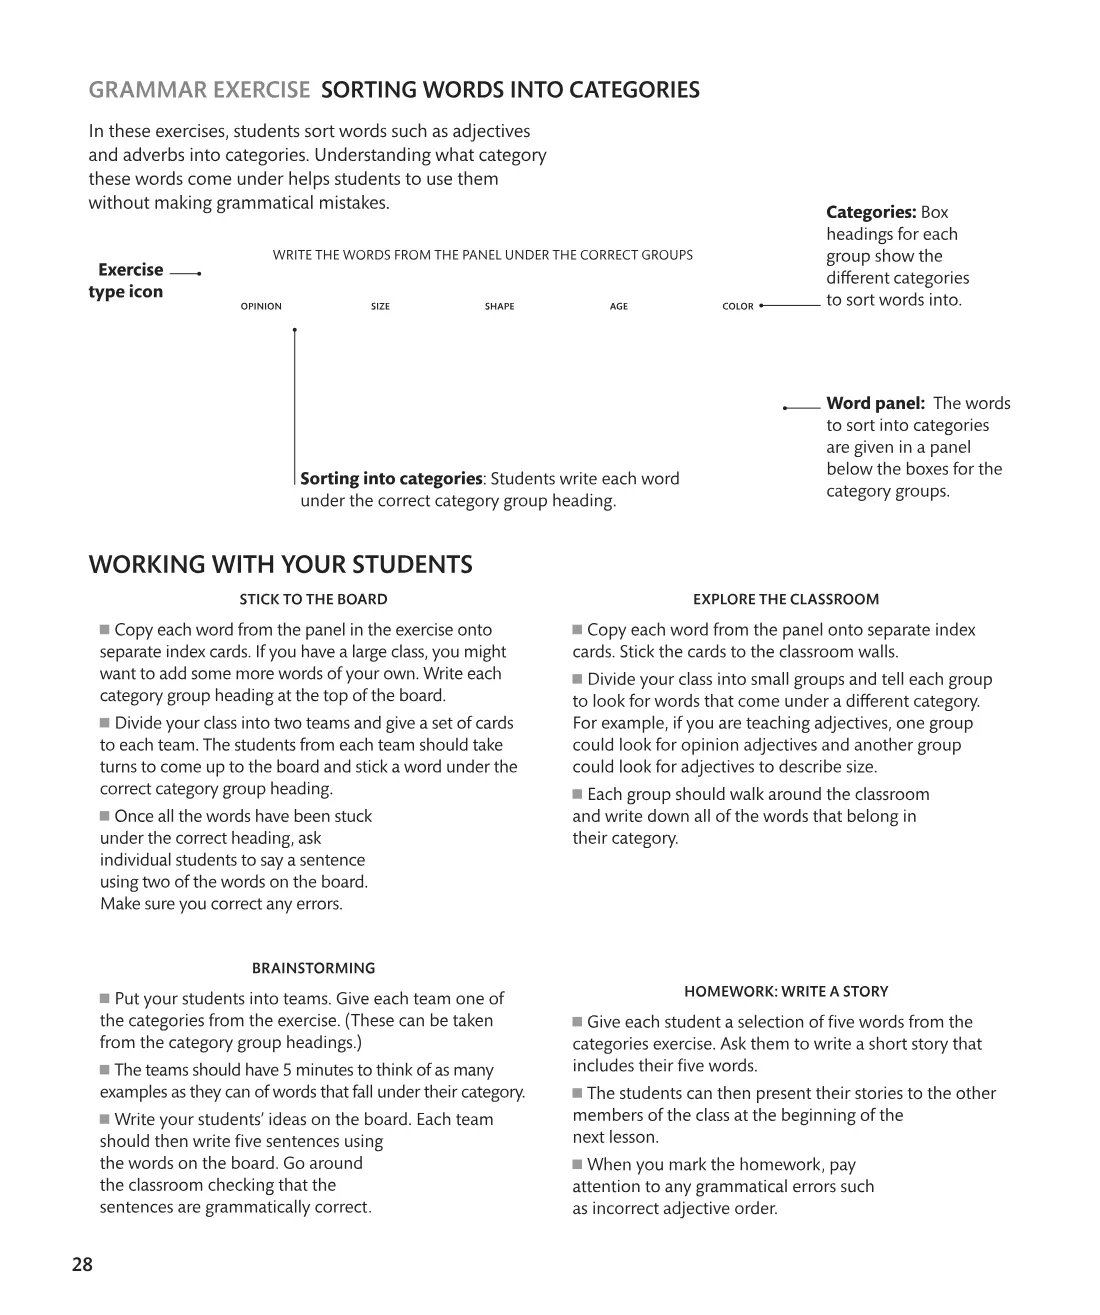 GRAMMAR EXERCISE SORTING WORDS INTO CATEGORIES
In these exercises, students sort words such as adjectives
and adverbs into categories. Understanding what category
these words come under helps students to use them
without making grammatical mistakes.
Categories: Box
headings for each
group show the
different categories
to sort words into.
WRITE THE WORDS FROM THE PANEL UNDER THE CORRECT GROUPS
Exercise
type icon
OPINION SIZE SHAPE AGE COLOR
Word panel: The words
to sort into categories
are given in a panel
below the boxes for the
category groups.
Sorting into categories: Students write each word
under the correct category group heading.
WORKING WITH YOUR STUDENTS
STICK TO THE BOARD
■ Copy each word from the panel in the exercise onto
separate index cards. If you have a large class, you might
want to add some more words of your own. Write each
category group heading at the top of the board.
■ Divide your class into two teams and give a set of cards
to each team. The students from each team should take
turns to come up to the board and stick a word under the
correct category group heading.
■ Once all the words have been stuck
under the correct heading, ask
individual students to say a sentence
using two of the words on the board.
Make sure you correct any errors.
EXPLORE THE CLASSROOM
■ Copy each word from the panel onto separate index
cards. Stick the cards to the classroom walls.
■ Divide your class into small groups and tell each group
to look for words that come under a different category.
For example, if you are teaching adjectives, one group
could look for opinion adjectives and another group
could look for adjectives to describe size.
■ Each group should walk around the classroom
and write down all of the words that belong in
their category.
BRAINSTORMING
■ Put your students into teams. Give each team one of
the categories from the exercise. (These can be taken
from the category group headings.)
■ The teams should have 5 minutes to think of as many
examples as they can of words that fall under their category.
■ Write your students’ ideas on the board. Each team
should then write five sentences using
the words on the board. Go around
the classroom checking that the
sentences are grammatically correct.
HOMEWORK: WRITE A STORY
■ Give each student a selection of five words from the
categories exercise. Ask them to write a short story that
includes their five words.
■ The students can then present their stories to the other
members of the class at the beginning of the
next lesson.
■ When you mark the homework, pay
attention to any grammatical errors such
as incorrect adjective order.
28